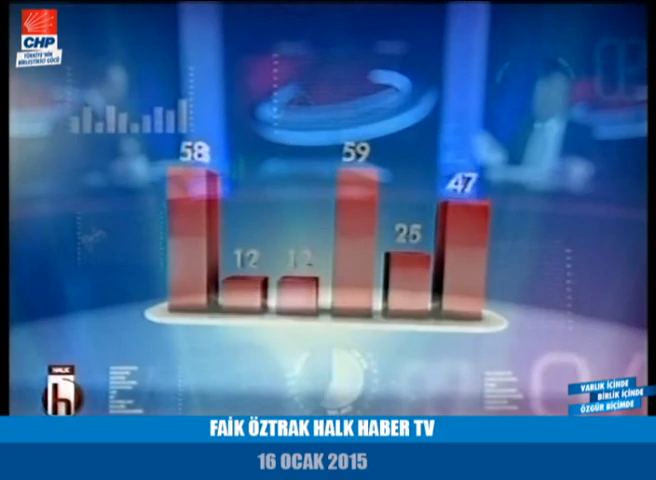 CHP
TÜRKİYE'NİN
BİRLEŞTİRİCİ GÜCÜ
58
59
47
12
12
25
HALK
h
VARLIK İÇİNDE
BİRLİK İÇİNDE
ÖZGÜR BİÇİMDE
FAİK ÖZTRAK HALK HABER TV
16 OCAK 2015